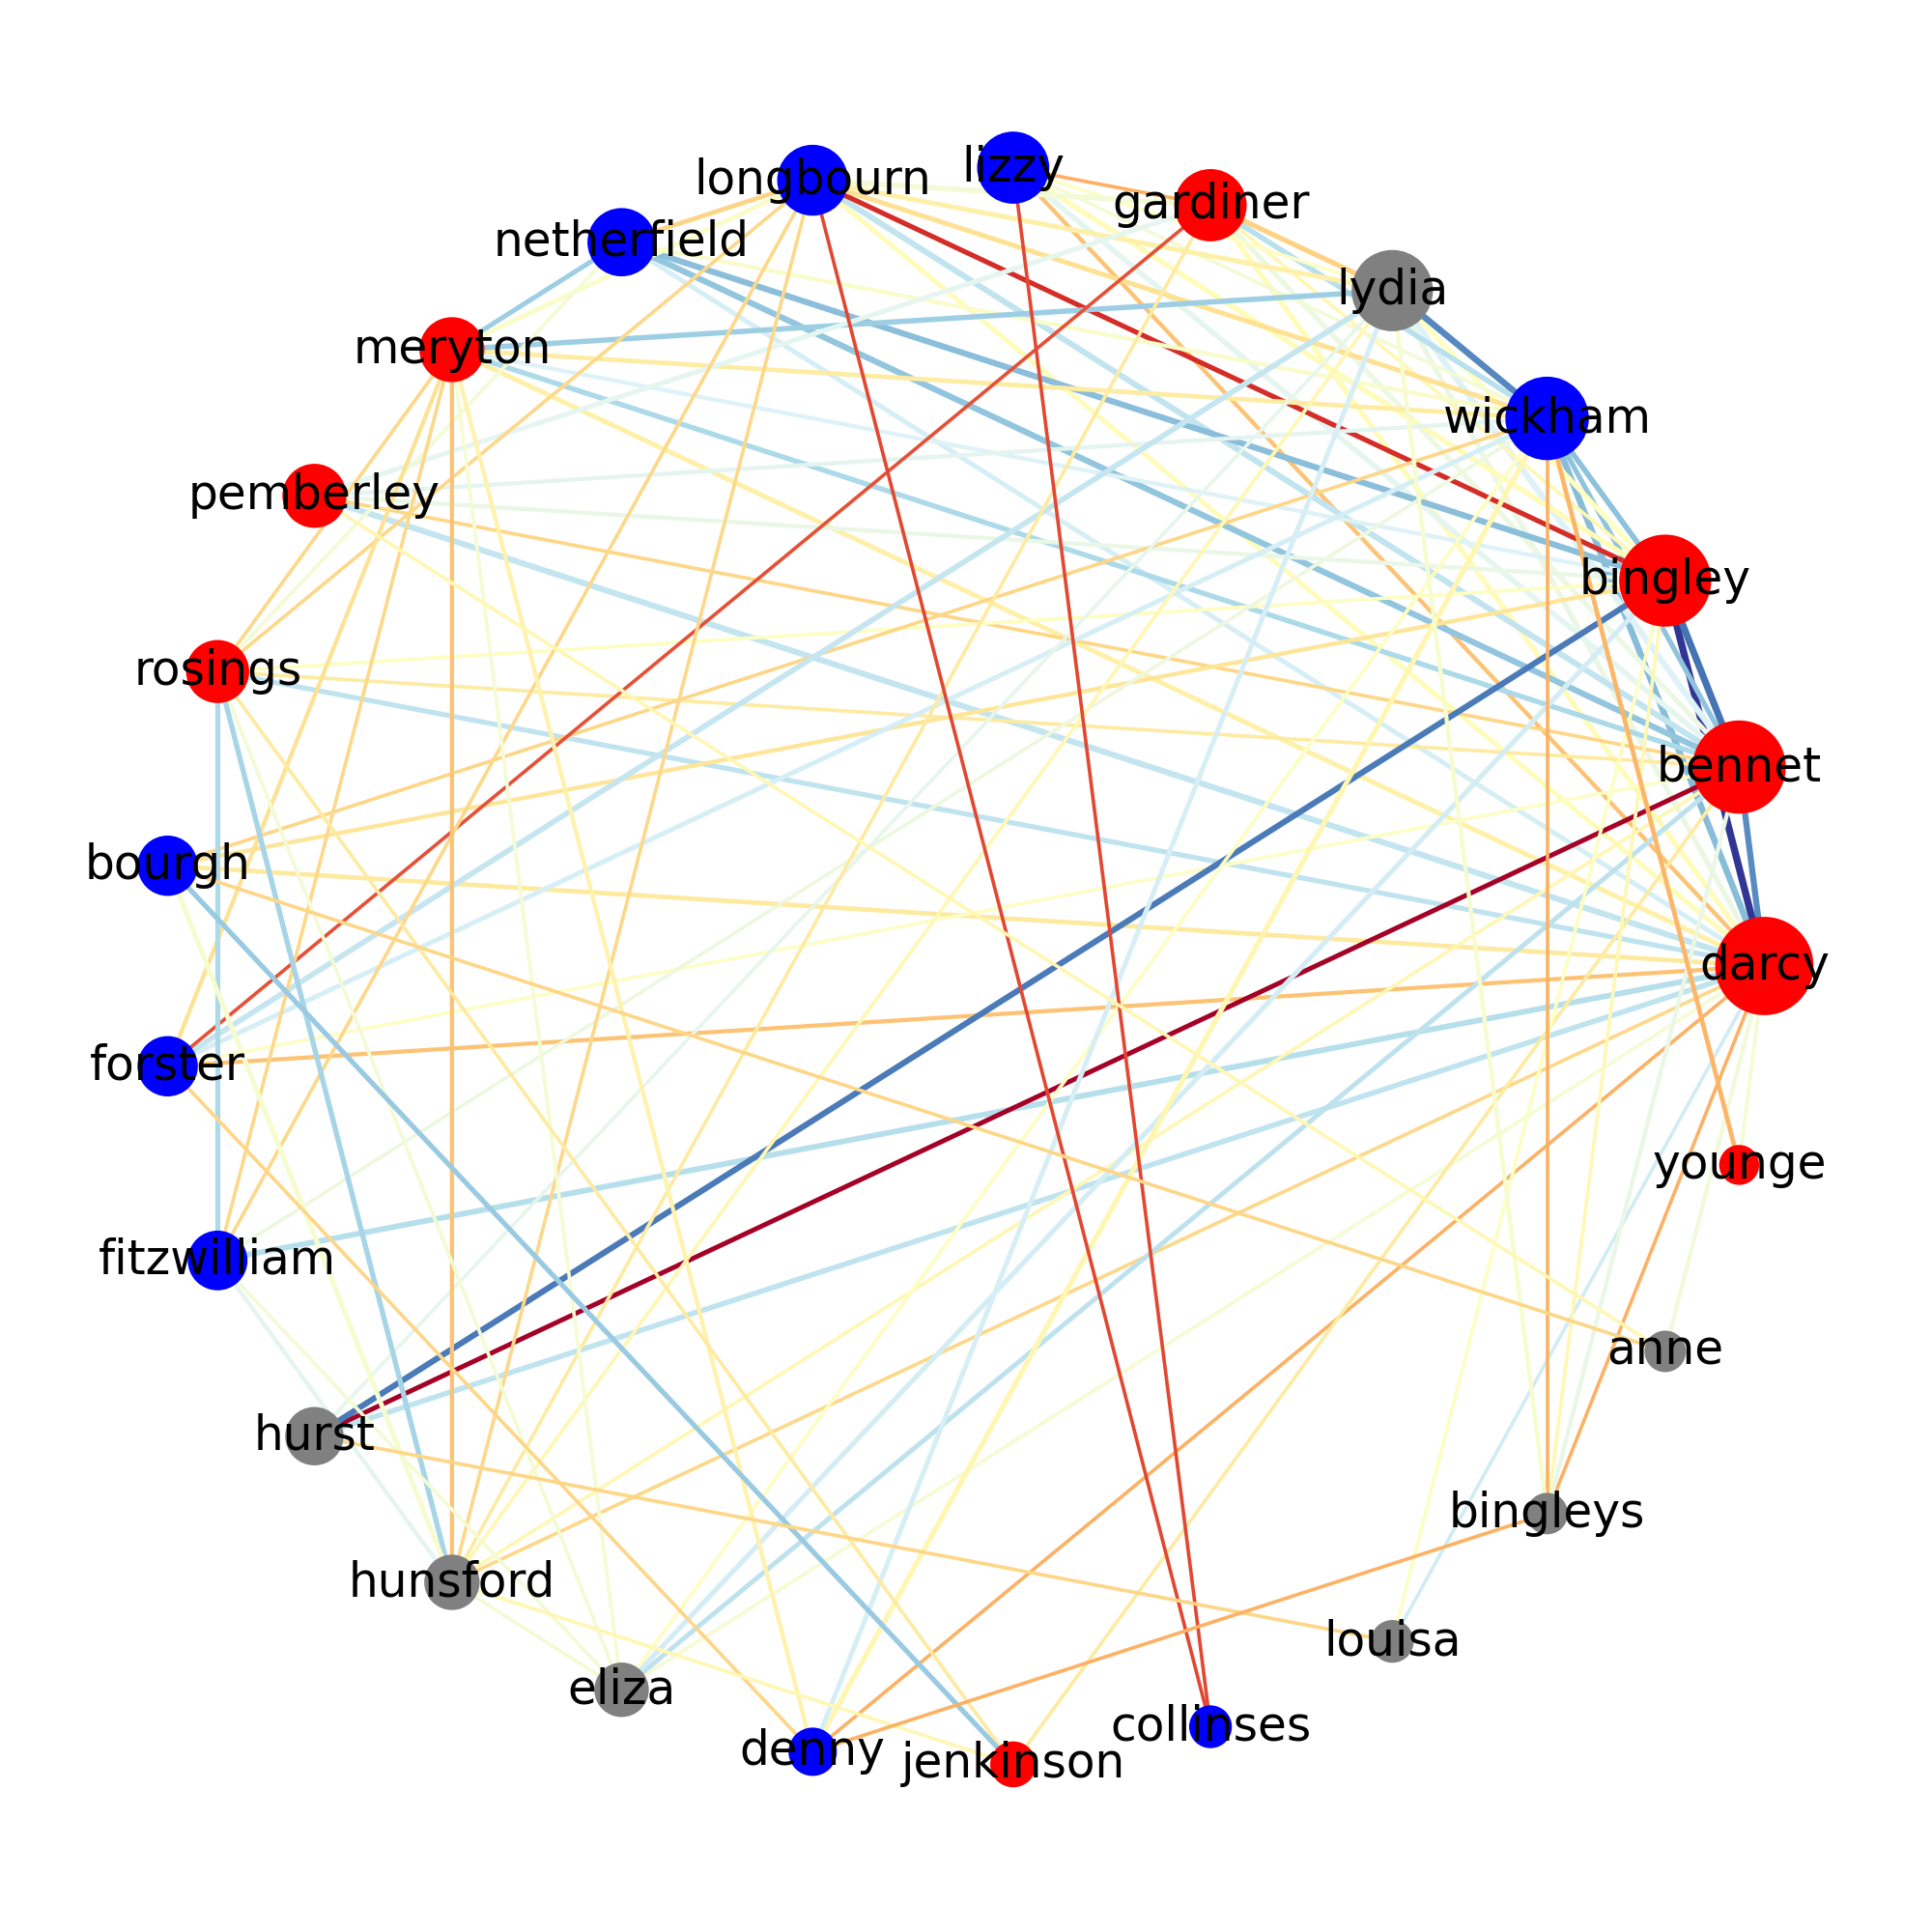 lizzy
longbourn
gardiner
netherfield
lydia
meryton
wickham
pemberley
bingley
rosings
bennet
bourgh
darcy
forster
younge
fitzwilliam
anne
hurst
bingleys
hunsford
louisa
eliza
collinses
denny
jenkinson